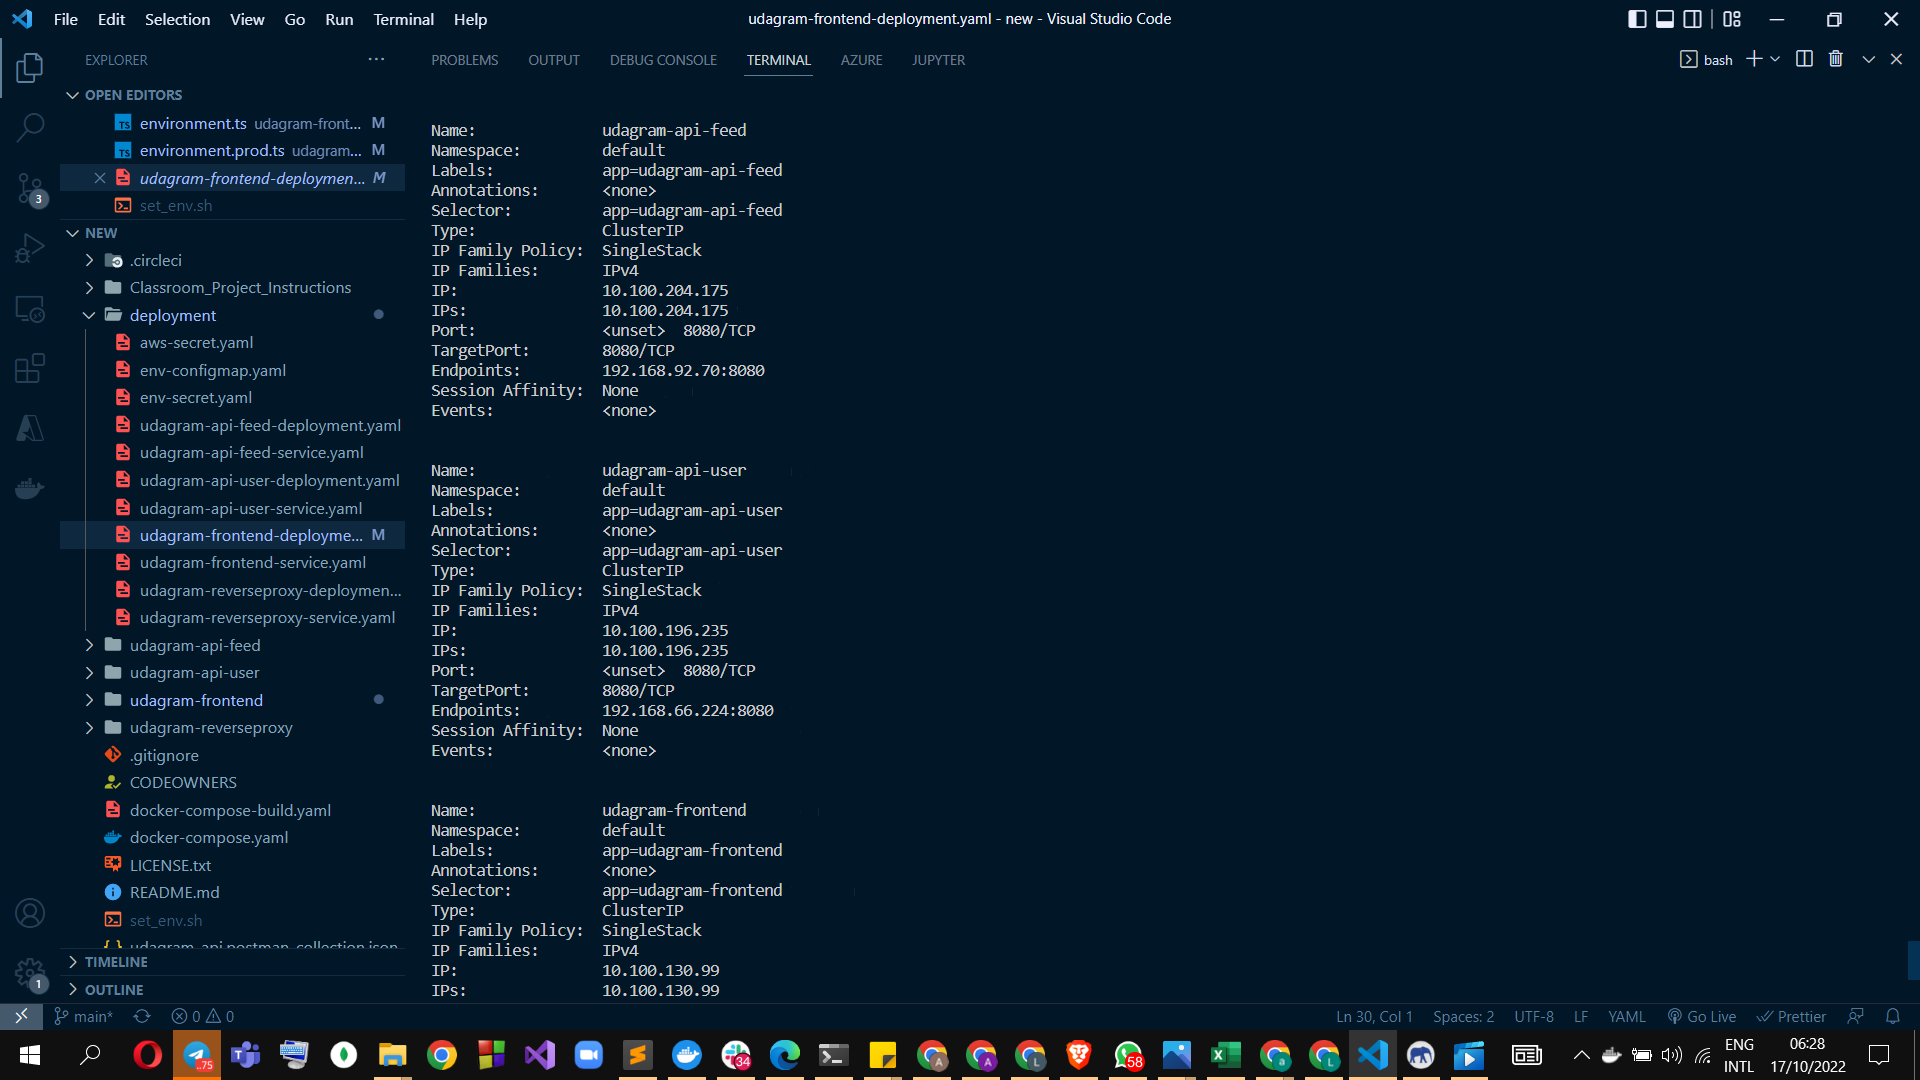 File Edit Selection View Go Run Terminal Help
udagram-frontend-deployment.yaml - new - Visual Studio Code
EXPLORER
PROBLEMS OUTPUT DEBUG CONSOLE TERMINAL AZURE JUPYTER
bash
OPEN EDITORS
environment.ts udagram-front... M
environment.prod.ts udagram... M
udagram-frontend-deploymen... M
set_env.sh
NEW
.circleci
Classroom_Project_Instructions
deployment
aws-secret.yaml
env-configmap.yaml
env-secret.yaml
udagram-api-feed-deployment.yaml
udagram-api-feed-service.yaml
udagram-api-user-deployment.yaml
udagram-api-user-service.yaml
udagram-frontend-deployme... M
udagram-frontend-service.yaml
udagram-reverseproxy-deploymen...
udagram-reverseproxy-service.yaml
udagram-api-feed
udagram-api-user
udagram-frontend
udagram-reverseproxy
.gitignore
CODEOWNERS
docker-compose-build.yaml
docker-compose.yaml
LICENSE.txt
README.md
set_env.sh
udagram_api.postman_collection.json
TIMELINE
OUTLINE
3
1
Name: udagram-api-feed
Namespace: default
Labels: app=udagram-api-feed
Annotations: <none>
Selector: app=udagram-api-feed
Type: ClusterIP
IP Family Policy: SingleStack
IP Families: IPv4
IP: 10.100.204.175
IPs: 10.100.204.175
Port: <unset> 8080/TCP
TargetPort: 8080/TCP
Endpoints: 192.168.92.70:8080
Session Affinity: None
Events: <none>
Name: udagram-api-user
Namespace: default
Labels: app=udagram-api-user
Annotations: <none>
Selector: app=udagram-api-user
Type: ClusterIP
IP Family Policy: SingleStack
IP Families: IPv4
IP: 10.100.196.235
IPs: 10.100.196.235
Port: <unset> 8080/TCP
TargetPort: 8080/TCP
Endpoints: 192.168.66.224:8080
Session Affinity: None
Events: <none>
Name: udagram-frontend
Namespace: default
Labels: app=udagram-frontend
Annotations: <none>
Selector: app=udagram-frontend
Type: ClusterIP
IP Family Policy: SingleStack
IP Families: IPv4
IP: 10.100.130.99
IPs: 10.100.130.99
main* 0 0
Ln 30, Col 1 Spaces: 2 UTF-8 LF YAML Go Live Prettier
..75 34 A A L 58 a L
ENG
INTL
06:28
17/10/2022